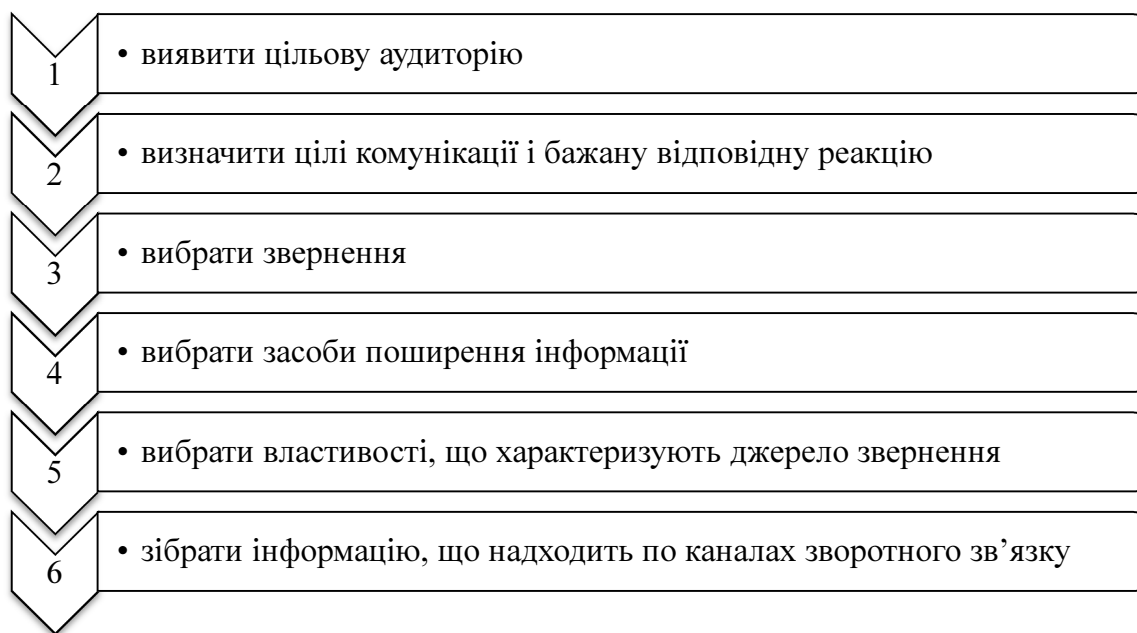 1
• виявити цільову аудиторію
2
• визначити цілі комунікації і бажану відповідну реакцію
3
• вибрати звернення
4
• вибрати засоби поширення інформації
5
• вибрати властивості, що характеризують джерело звернення
6
• зібрати інформацію, що надходить по каналах зворотного зв’язку